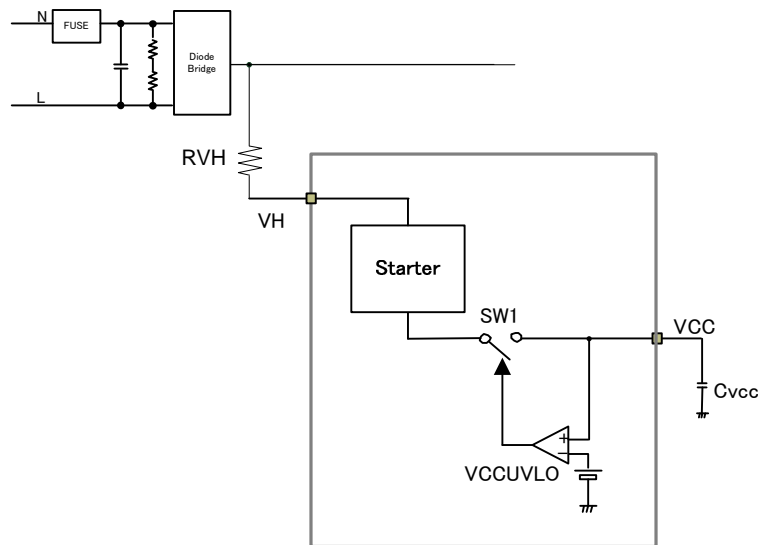 N
FUSE
Diode
Bridge
L
RVH
VH
Starter
SW1
VCC
Cvcc
+
−
VCCUVLO